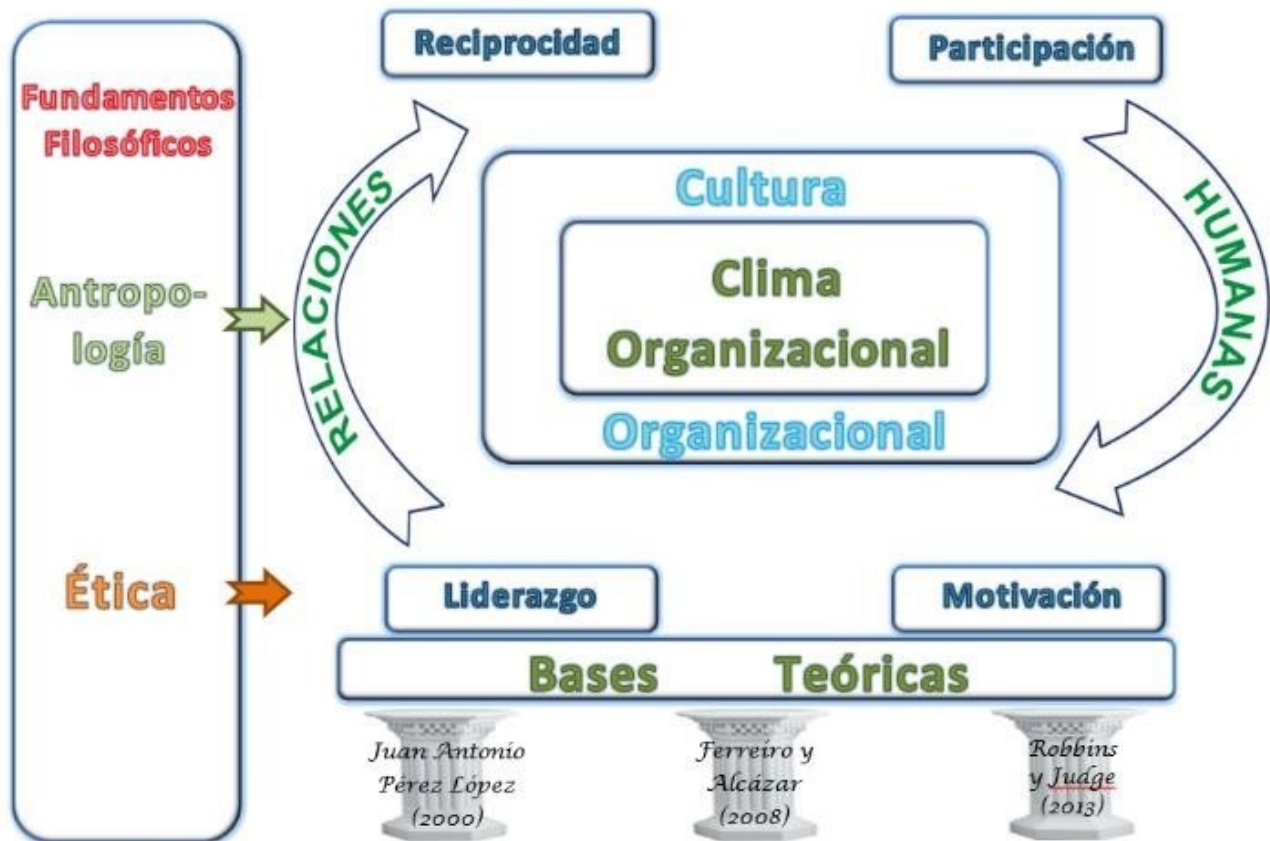 Fundamentos
Filosóficos
Antropo-
logía
Ética
Reciprocidad
Participación
RELACIONES
HUMANAS
Cultura
Clima
Organizacional
Organizacional
Liderazgo
Motivación
Bases Teóricas
Juan Antonio
Pérez López
(2000)
Ferreiro y
Alcázar
(2008)
Robbins
y Judge
(2013)